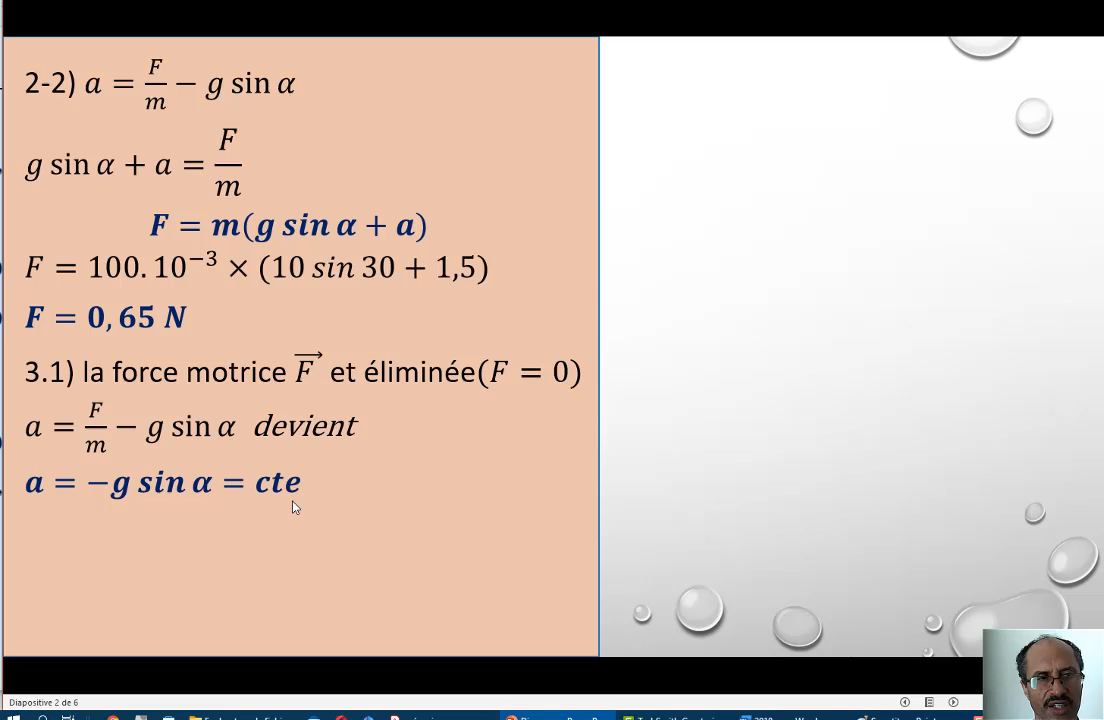 2-2) a = F/m − g sin α
g sin α + a = F/m
F = m(g sin α + a)
F = 100. 10⁻³ × (10 sin 30 + 1,5)
F = 0, 65 N
3.1) la force motrice F⃗ et éliminée(F = 0)
a = F/m − g sin α devient
a = −g sin α = cte
Diapositive 2 de 6